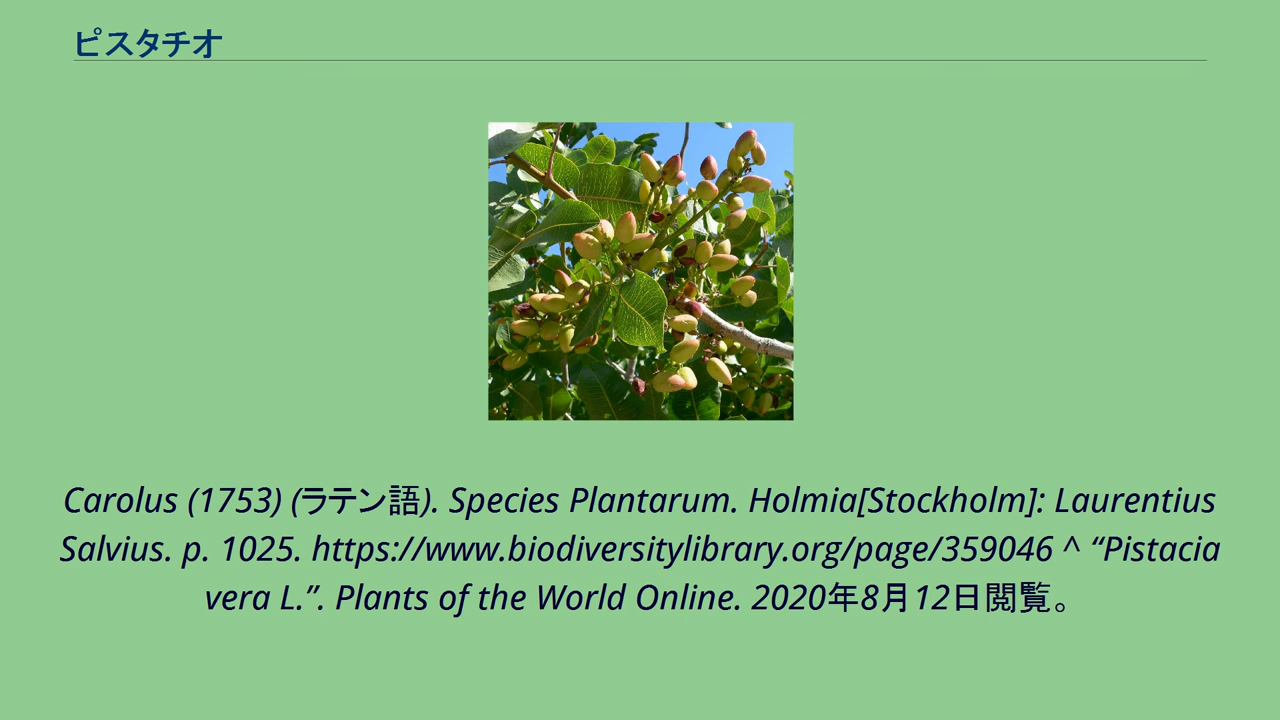 ピスタチオ
Carolus (1753) (ラテン語). Species Plantarum. Holmia[Stockholm]: Laurentius
Salvius. p. 1025. https://www.biodiversitylibrary.org/page/359046 ^ “Pistacia
vera L.”. Plants of the World Online. 2020年8月12日閲覧。